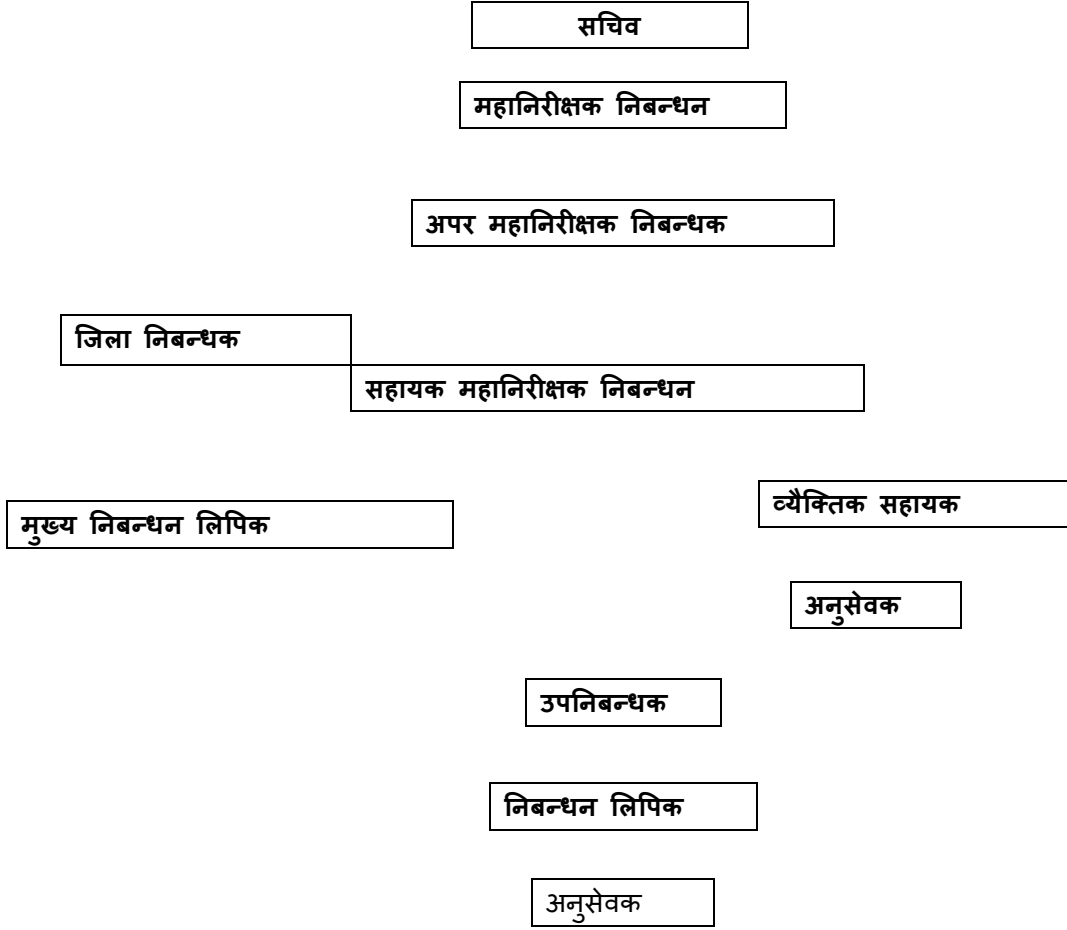 सचिव
महानिरीक्षक निबन्धन
अपर महानिरीक्षक निबन्धक
जिला निबन्धक
सहायक महानिरीक्षक निबन्धन
मुख्य निबन्धन लिपिक
व्यैक्तिक सहायक
अनुसेवक
उपनिबन्धक
निबन्धन लिपिक
अनुसेवक